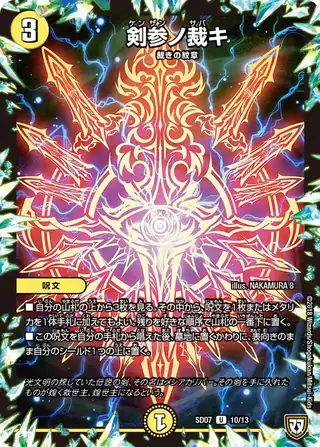 3
ケンザン サバ
剣参ノ裁キ
裁きの紋章
呪文
illus. NAKAMURA 8
■自分の山札の上から3枚を見る。その中から、呪文を1枚またはメタリ
カを1体手札に加えてもよい。残りを好きな順序で山札の一番下に置く。
■この呪文を自分の手札から唱えた後、墓地に置くかわりに、表向きのま
ま自分のシールド1つの上に置く。
光文明の探していた伝説の剣、その名はメシアカリバー。その剣を手に入れた
ものが煌く救世主、煌世主になるという。
1
SD07 U 10/13